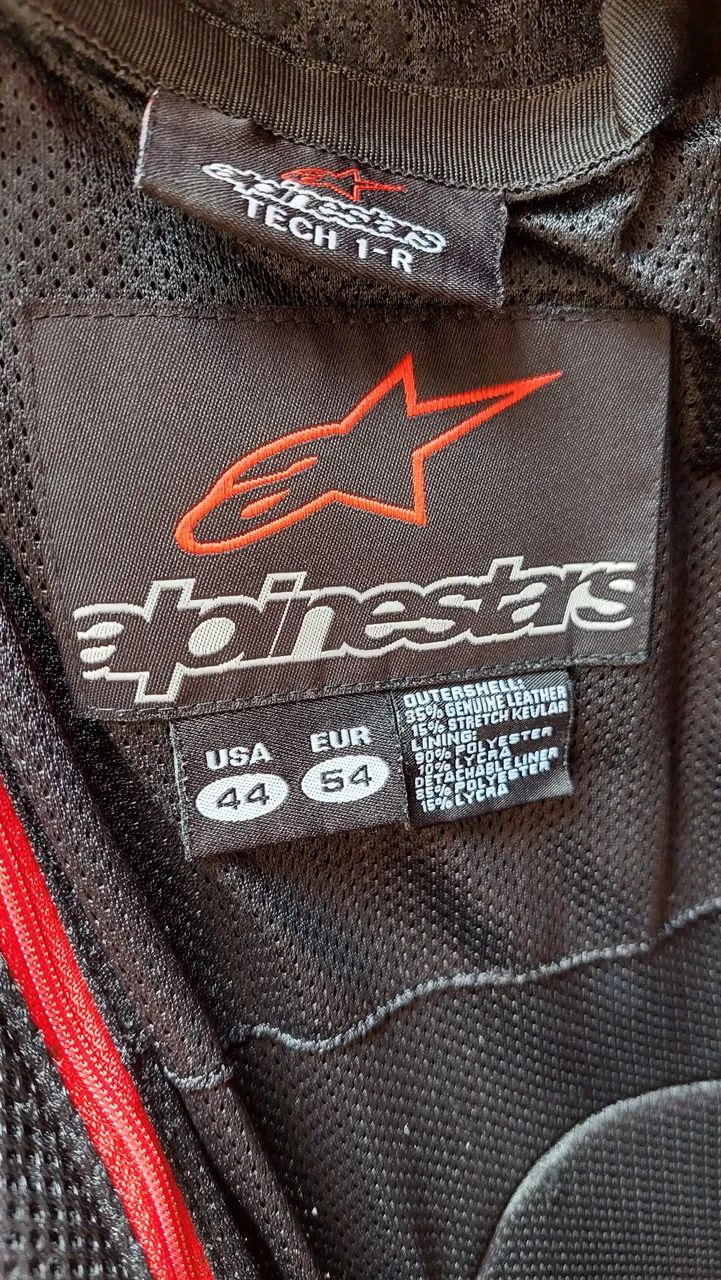 alpinestars
TECH 1-R
alpinestars
USA
44
EUR
54
OUTERSHELL:
35% GENUINE LEATHER
15% STRETCH KEVLAR
LINING:
90% POLYESTER
10% LYCRA
DETACHABLE LINER
85% POLYESTER
15% LYCRA